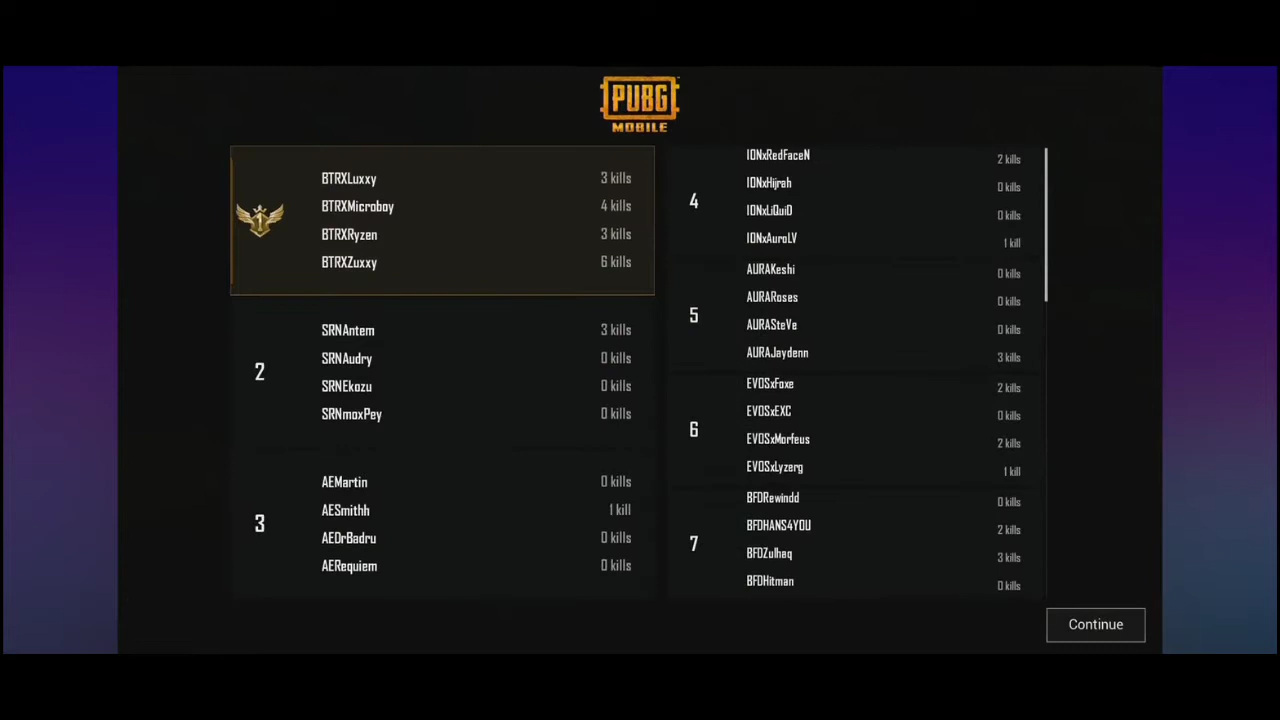 PUBG
MOBILE
1
BTRXLuxxy 3 kills
BTRXMicroboy 4 kills
BTRXRyzen 3 kills
BTRXZuxxy 6 kills
2
SRNAntem 3 kills
SRNAudry 0 kills
SRNEkozu 0 kills
SRNmoxPey 0 kills
3
AEMartin 0 kills
AESmithh 1 kill
AEDrBadru 0 kills
AERequiem 0 kills
4
IONxRedFaceN 2 kills
IONxHijrah 0 kills
IONxLiQuiD 0 kills
IONxAuroLV 1 kill
5
AURAKeshi 0 kills
AURARoses 0 kills
AURASteVe 0 kills
AURAJaydenn 3 kills
6
EVOSxFoxe 2 kills
EVOSxEXC 0 kills
EVOSxMorfeus 2 kills
EVOSxLyzerg 1 kill
7
BFDRewindd 0 kills
BFDHANS4YOU 2 kills
BFDZulhaq 3 kills
BFDHitman 0 kills
Continue